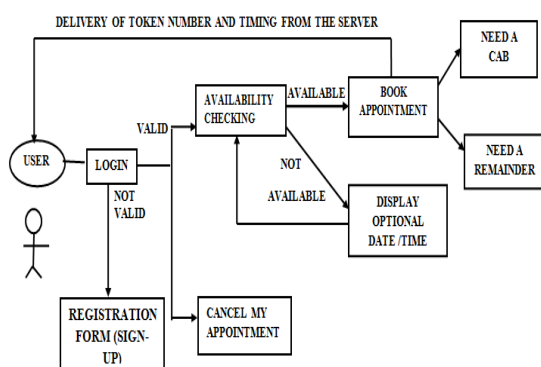 DELIVERY OF TOKEN NUMBER AND TIMING FROM THE SERVER
NEED A
CAB
AVAILABILITY
CHECKING
AVAILABLE
BOOK
APPOINTMENT
VALID
USER
LOGIN
NOT
VALID
NOT
AVAILABLE
NEED A
REMAINDER
DISPLAY
OPTIONAL
DATE /TIME
REGISTRATION
FORM (SIGN-
UP)
CANCEL MY
APPOINTMENT